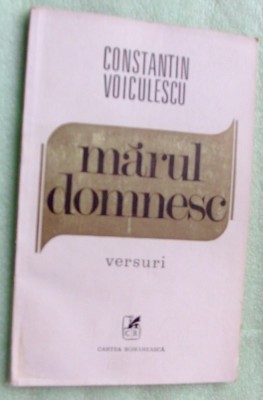 CONSTANTIN
VOICULESCU
mărul
domnesc
versuri
CARTEA ROMÂNEASCĂ